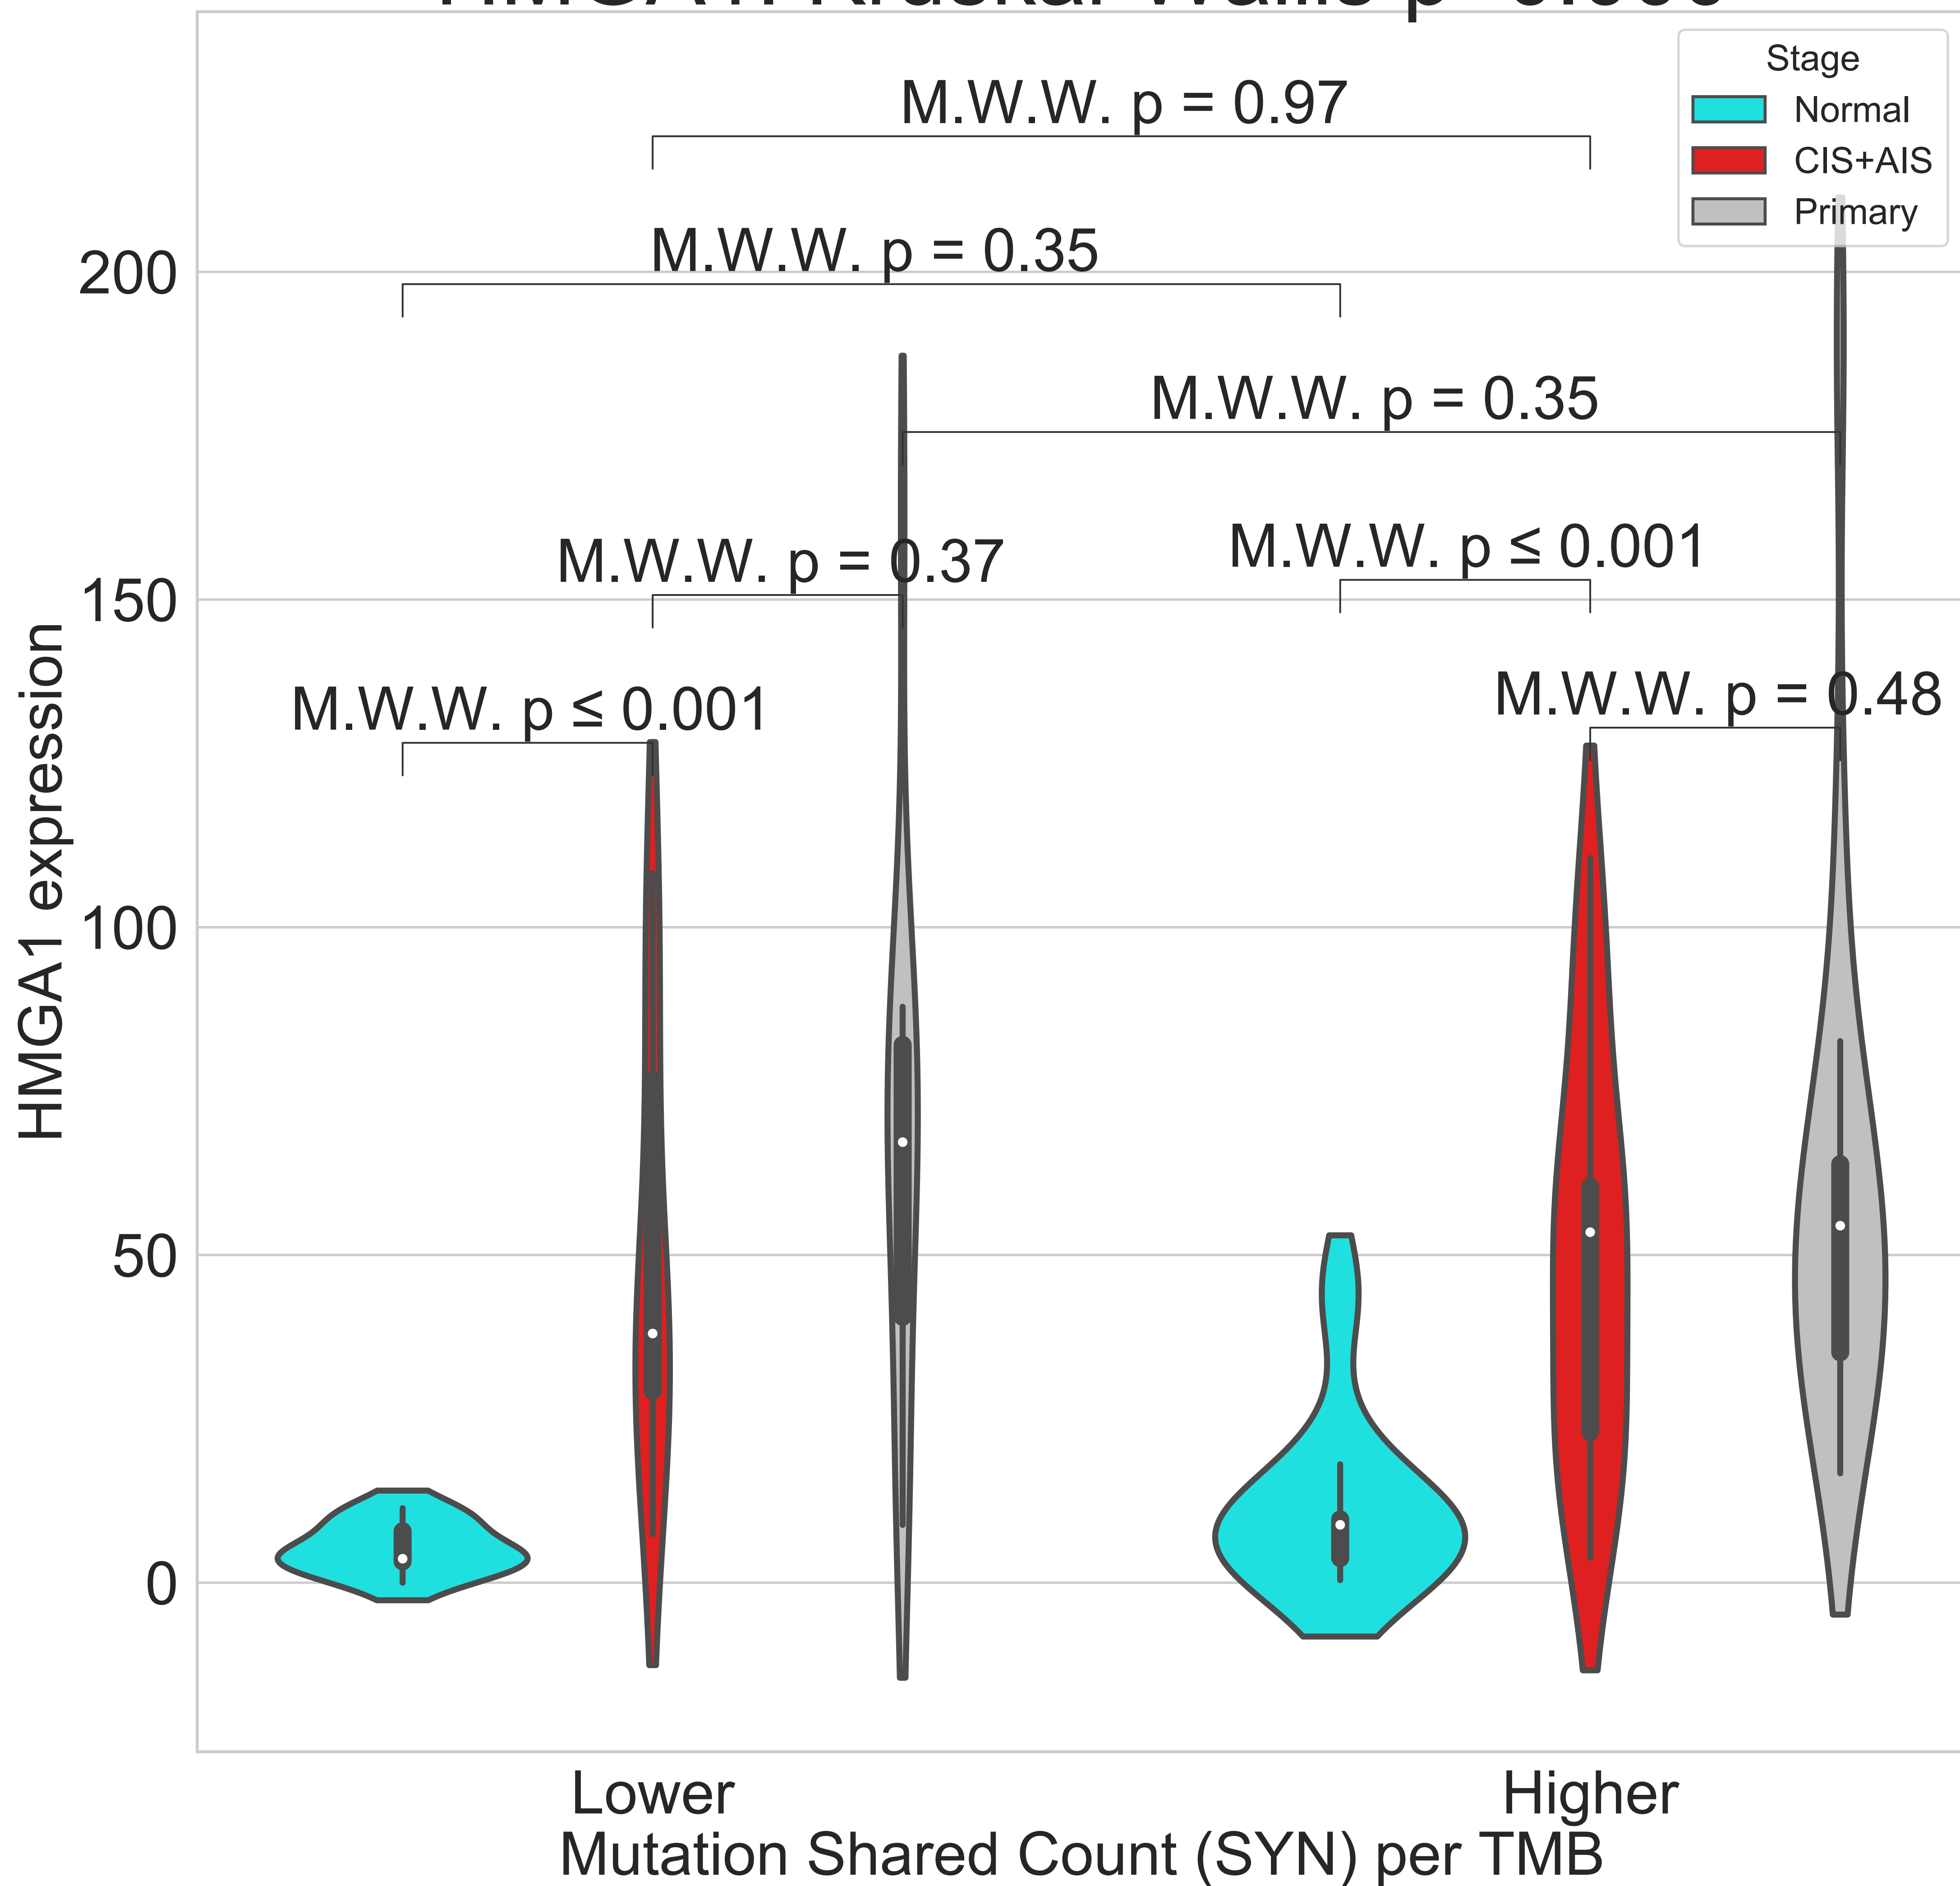 M.W.W. p = 0.97
M.W.W. p = 0.35
M.W.W. p = 0.35
M.W.W. p = 0.37
M.W.W. p ≤ 0.001
M.W.W. p ≤ 0.001
M.W.W. p = 0.48
Stage
Normal
CIS+AIS
Primary
HMGA1 expression
200
150
100
50
0
Lower
Higher
Mutation Shared Count (SYN) per TMB